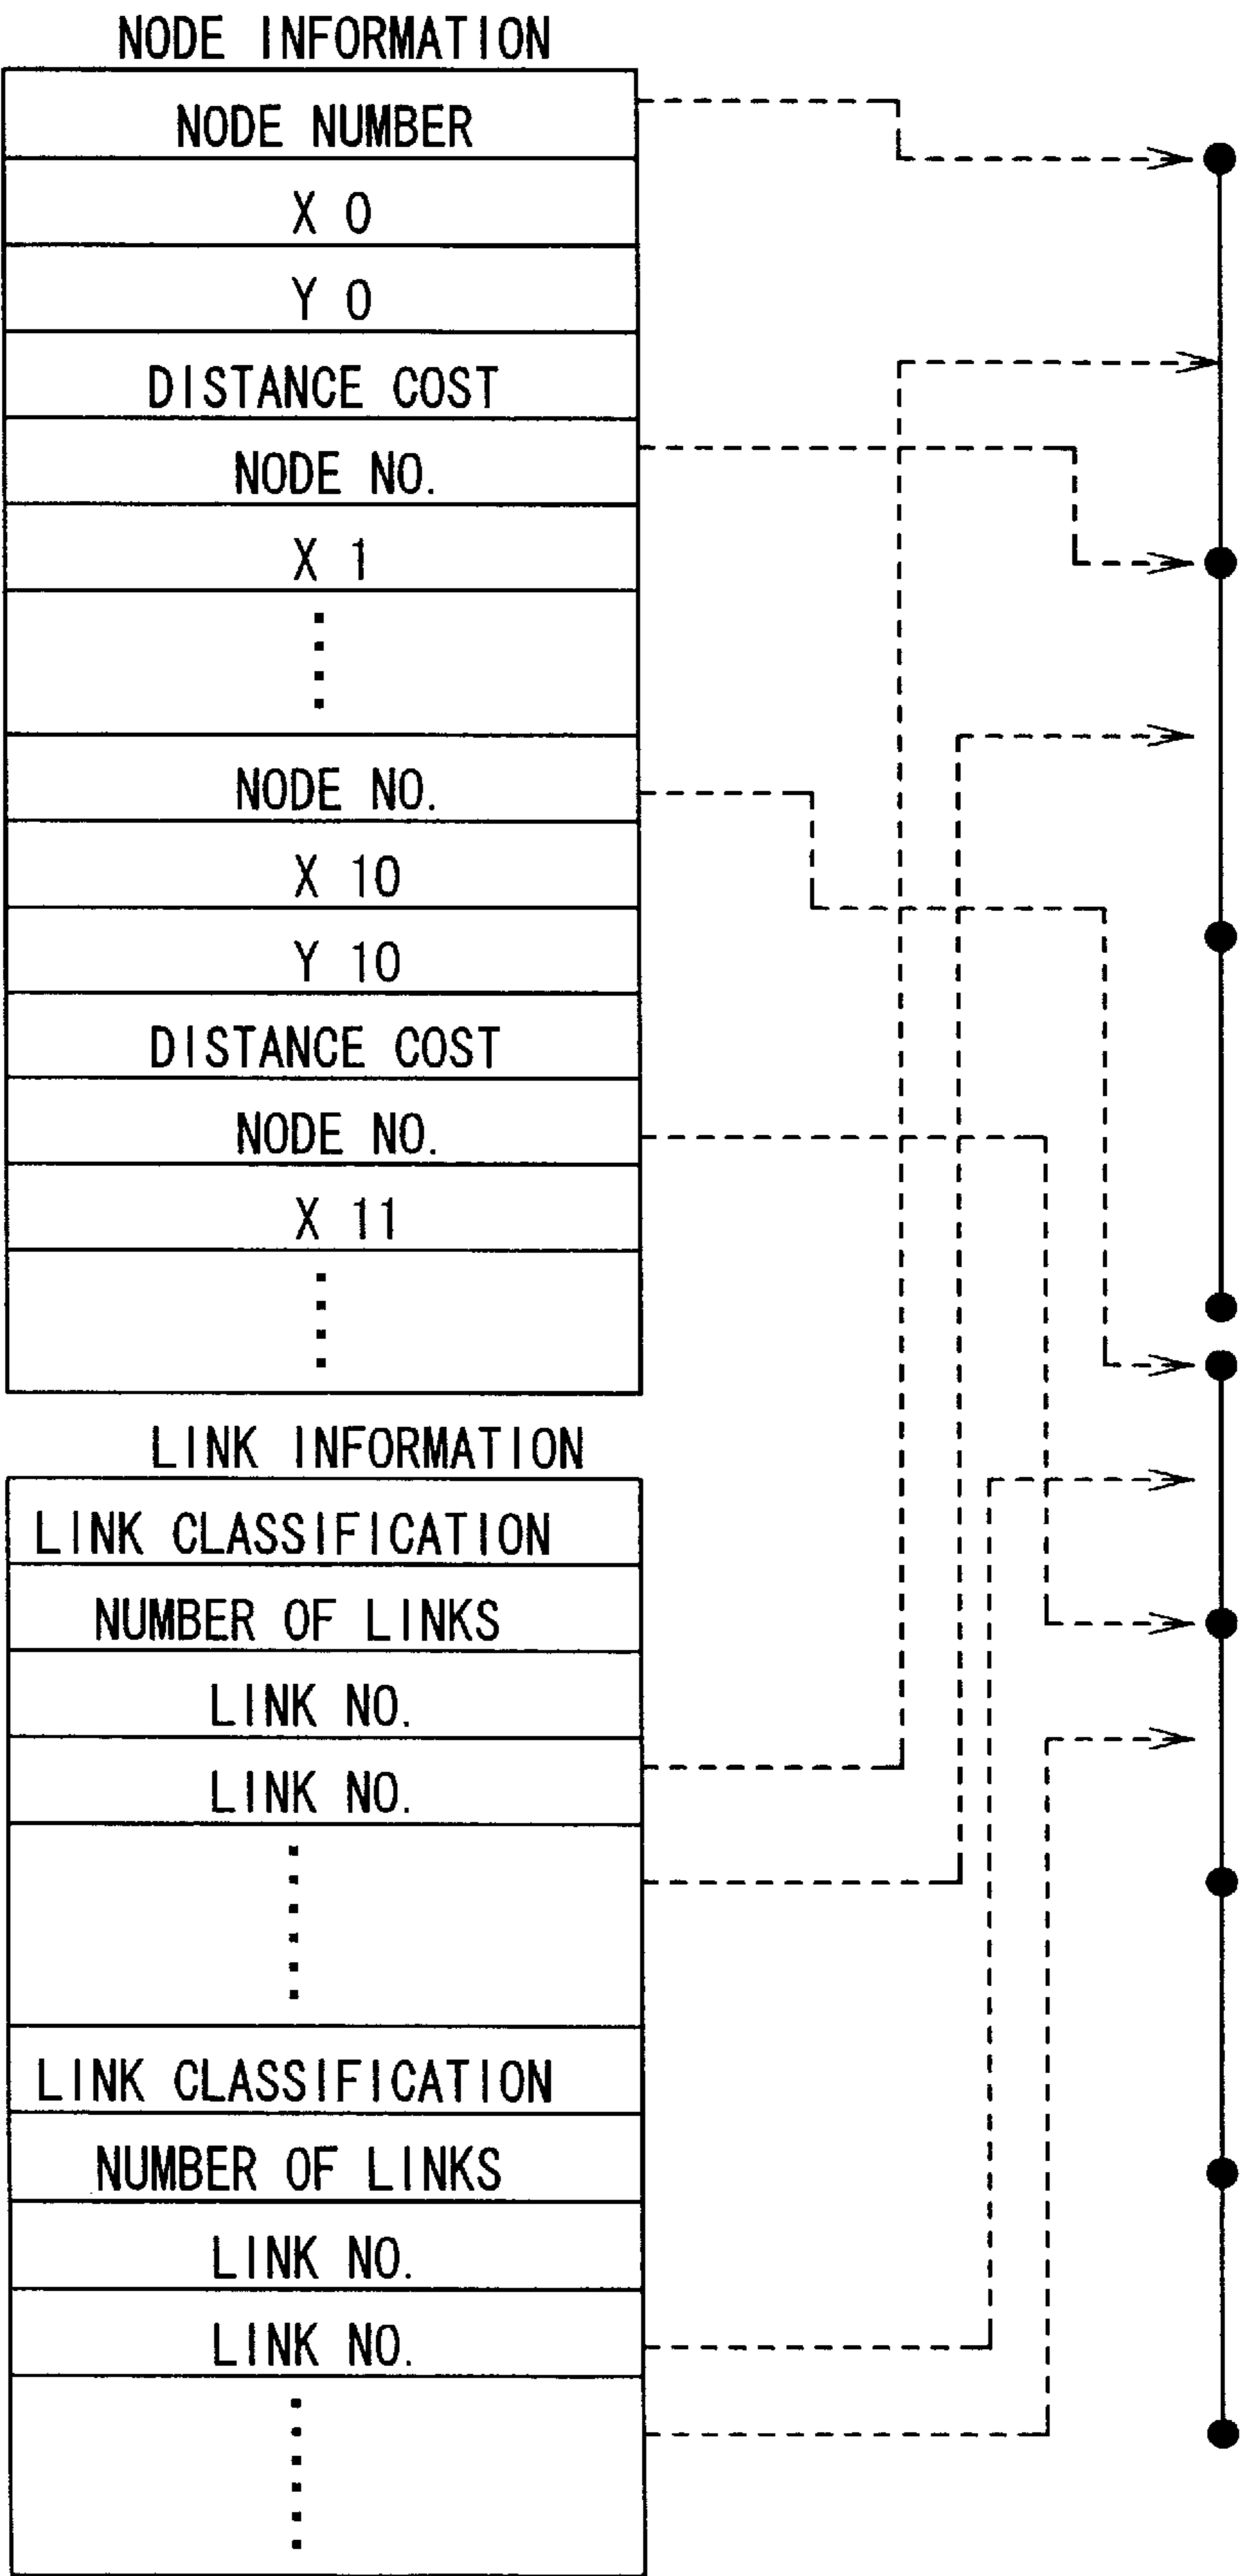 NODE INFORMATION
NODE NUMBER
X 0
Y 0
DISTANCE COST
NODE NO.
X 1
NODE NO.
X 10
Y 10
DISTANCE COST
NODE NO.
X 11
LINK INFORMATION
LINK CLASSIFICATION
NUMBER OF LINKS
LINK NO.
LINK NO.
LINK CLASSIFICATION
NUMBER OF LINKS
LINK NO.
LINK NO.